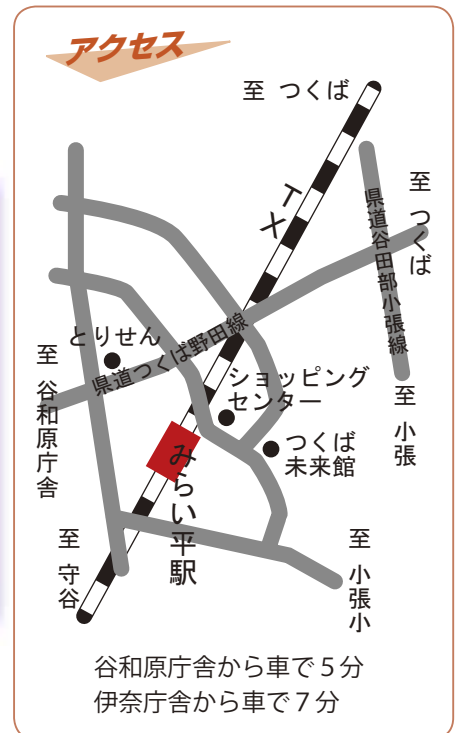 アクセス
至 つくば
TX
至 つくば
県道谷田部小張線
とりせん
県道つくば野田線
至 谷和原庁舎
ショッピング
センター
至 小張
つくば
未来館
みらい平駅
至 守谷
至 小張小
谷和原庁舎から車で5分
伊奈庁舎から車で7分